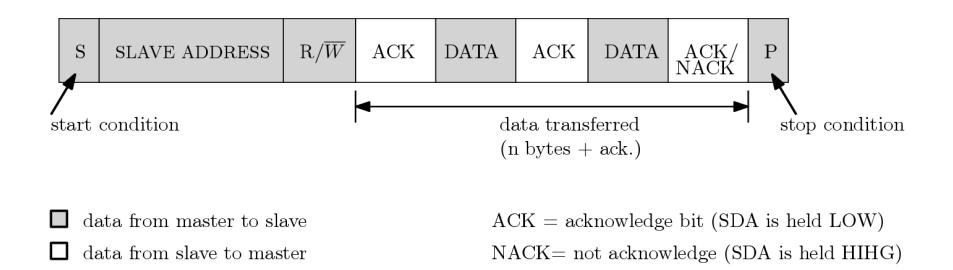 S SLAVE ADDRESS R/W̅ ACK DATA ACK DATA ACK/
NACK P
start condition
data transferred
(n bytes + ack.)
stop condition
data from master to slave
data from slave to master
ACK = acknowledge bit (SDA is held LOW)
NACK= not acknowledge (SDA is held HIHG)